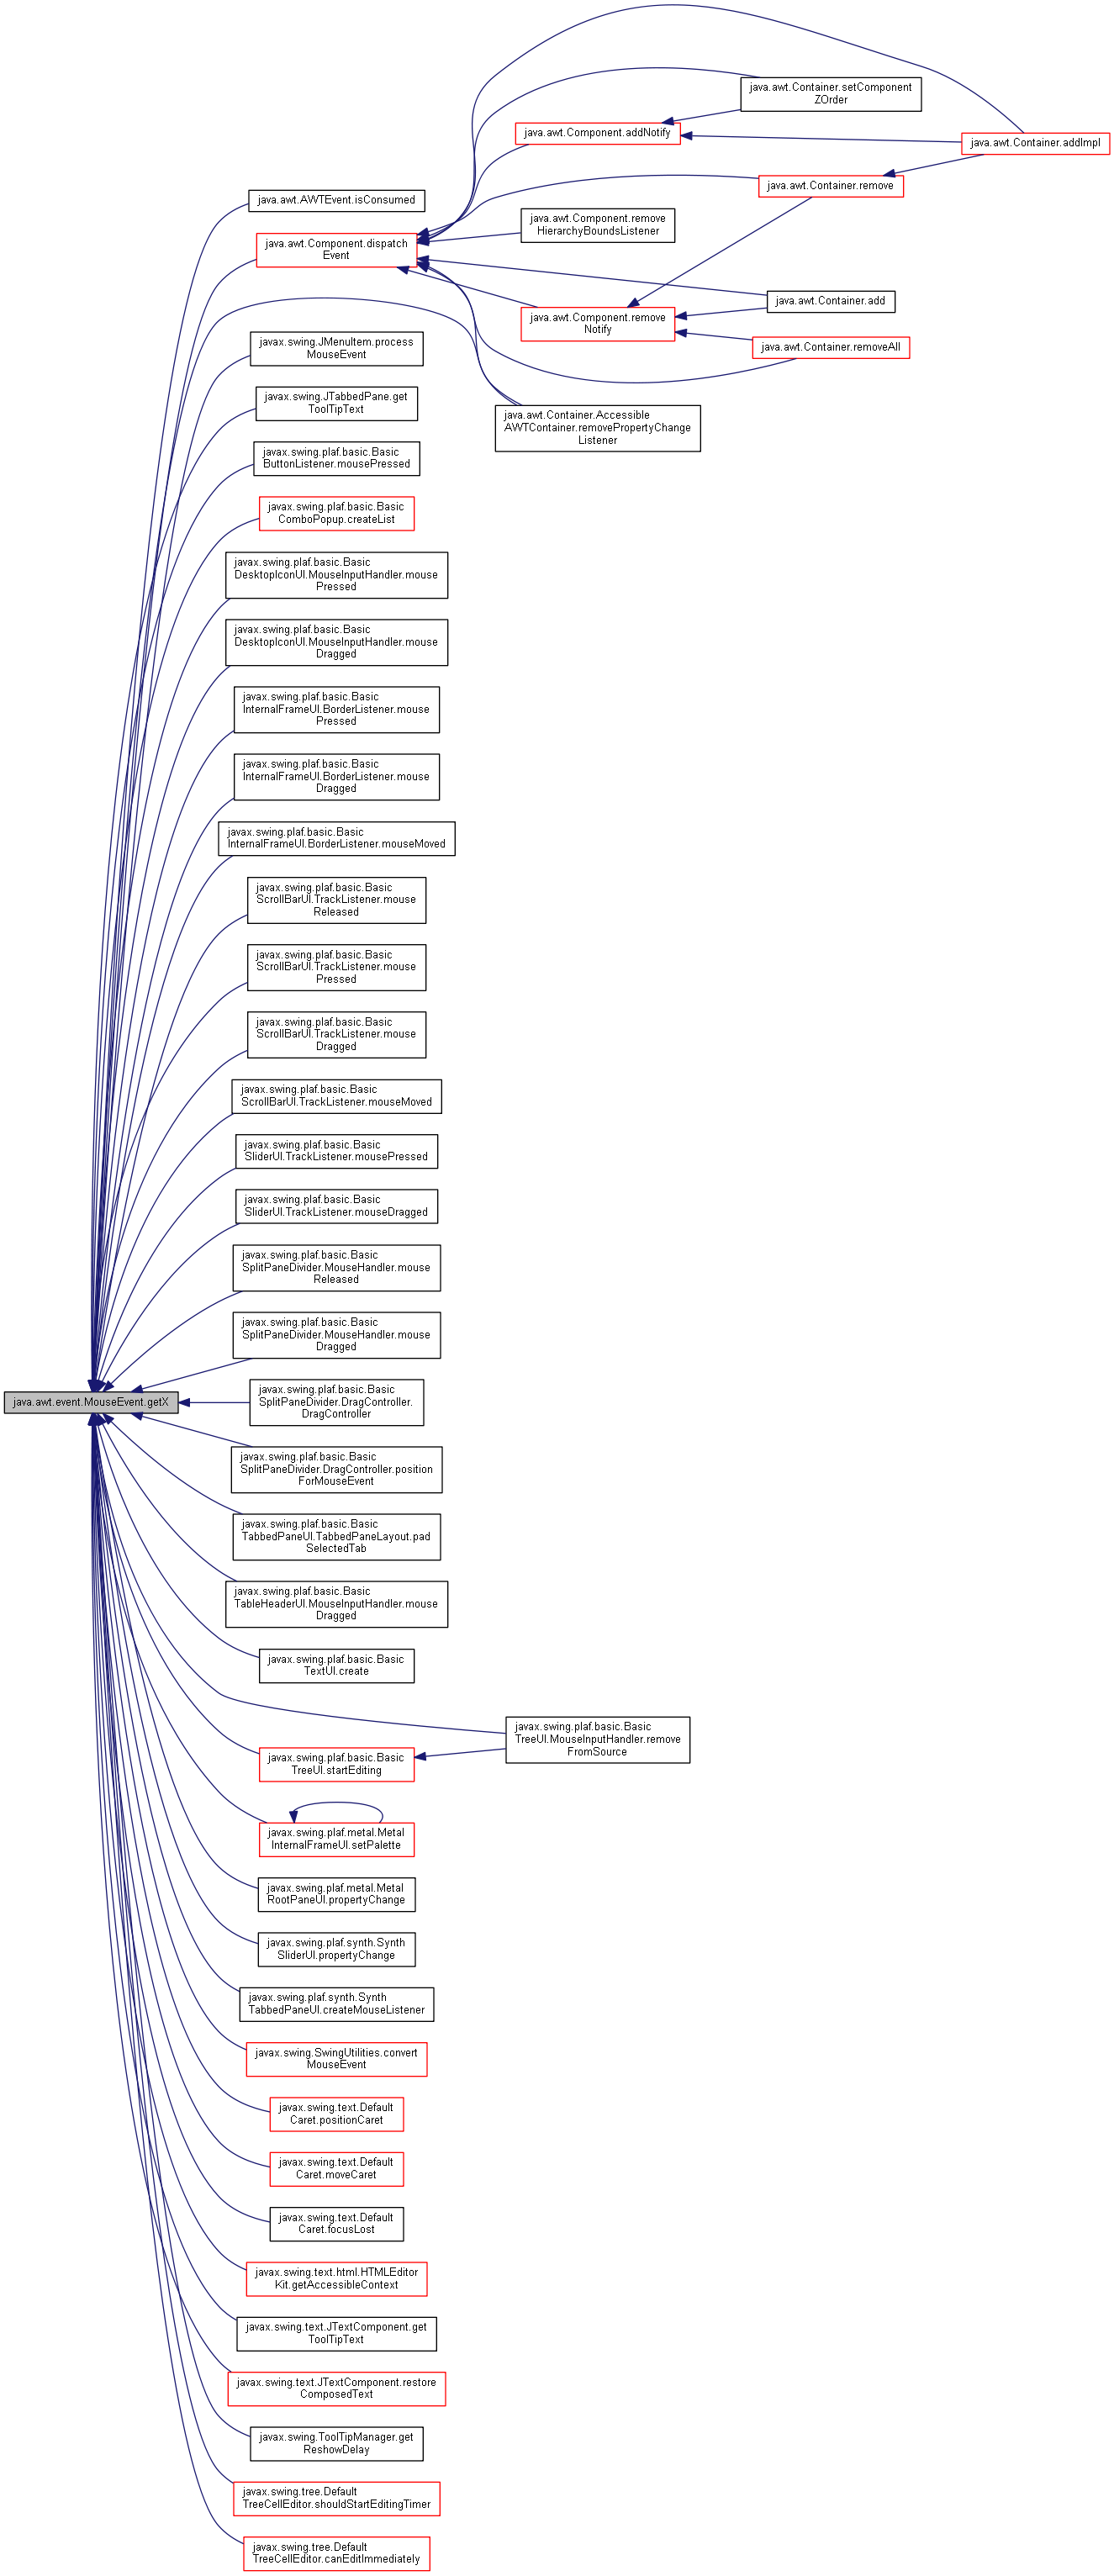 java.awt.Container.setComponent
ZOrder
java.awt.Component.addNotify
java.awt.Container.addImpl
java.awt.Container.remove
java.awt.AWTEvent.isConsumed
java.awt.Component.remove
HierarchyBoundsListener
java.awt.Component.dispatch
Event
java.awt.Container.add
java.awt.Component.remove
Notify
java.awt.Container.removeAll
javax.swing.JMenuItem.process
MouseEvent
javax.swing.JTabbedPane.get
ToolTipText
java.awt.Container.Accessible
AWTContainer.removePropertyChange
Listener
javax.swing.plaf.basic.Basic
ButtonListener.mousePressed
javax.swing.plaf.basic.Basic
ComboPopup.createList
javax.swing.plaf.basic.Basic
DesktopIconUI.MouseInputHandler.mouse
Pressed
javax.swing.plaf.basic.Basic
DesktopIconUI.MouseInputHandler.mouse
Dragged
javax.swing.plaf.basic.Basic
InternalFrameUI.BorderListener.mouse
Pressed
javax.swing.plaf.basic.Basic
InternalFrameUI.BorderListener.mouse
Dragged
javax.swing.plaf.basic.Basic
InternalFrameUI.BorderListener.mouseMoved
javax.swing.plaf.basic.Basic
ScrollBarUI.TrackListener.mouse
Released
javax.swing.plaf.basic.Basic
ScrollBarUI.TrackListener.mouse
Pressed
javax.swing.plaf.basic.Basic
ScrollBarUI.TrackListener.mouse
Dragged
javax.swing.plaf.basic.Basic
ScrollBarUI.TrackListener.mouseMoved
javax.swing.plaf.basic.Basic
SliderUI.TrackListener.mousePressed
javax.swing.plaf.basic.Basic
SliderUI.TrackListener.mouseDragged
javax.swing.plaf.basic.Basic
SplitPaneDivider.MouseHandler.mouse
Released
javax.swing.plaf.basic.Basic
SplitPaneDivider.MouseHandler.mouse
Dragged
java.awt.event.MouseEvent.getX
javax.swing.plaf.basic.Basic
SplitPaneDivider.DragController.
DragController
javax.swing.plaf.basic.Basic
SplitPaneDivider.DragController.position
ForMouseEvent
javax.swing.plaf.basic.Basic
TabbedPaneUI.TabbedPaneLayout.pad
SelectedTab
javax.swing.plaf.basic.Basic
TableHeaderUI.MouseInputHandler.mouse
Dragged
javax.swing.plaf.basic.Basic
TextUI.create
javax.swing.plaf.basic.Basic
TreeUI.MouseInputHandler.remove
FromSource
javax.swing.plaf.basic.Basic
TreeUI.startEditing
javax.swing.plaf.metal.Metal
InternalFrameUI.setPalette
javax.swing.plaf.metal.Metal
RootPaneUI.propertyChange
javax.swing.plaf.synth.Synth
SliderUI.propertyChange
javax.swing.plaf.synth.Synth
TabbedPaneUI.createMouseListener
javax.swing.SwingUtilities.convert
MouseEvent
javax.swing.text.Default
Caret.positionCaret
javax.swing.text.Default
Caret.moveCaret
javax.swing.text.Default
Caret.focusLost
javax.swing.text.html.HTMLEditor
Kit.getAccessibleContext
javax.swing.text.JTextComponent.get
ToolTipText
javax.swing.text.JTextComponent.restore
ComposedText
javax.swing.ToolTipManager.get
ReshowDelay
javax.swing.tree.Default
TreeCellEditor.shouldStartEditingTimer
javax.swing.tree.Default
TreeCellEditor.canEditImmediately